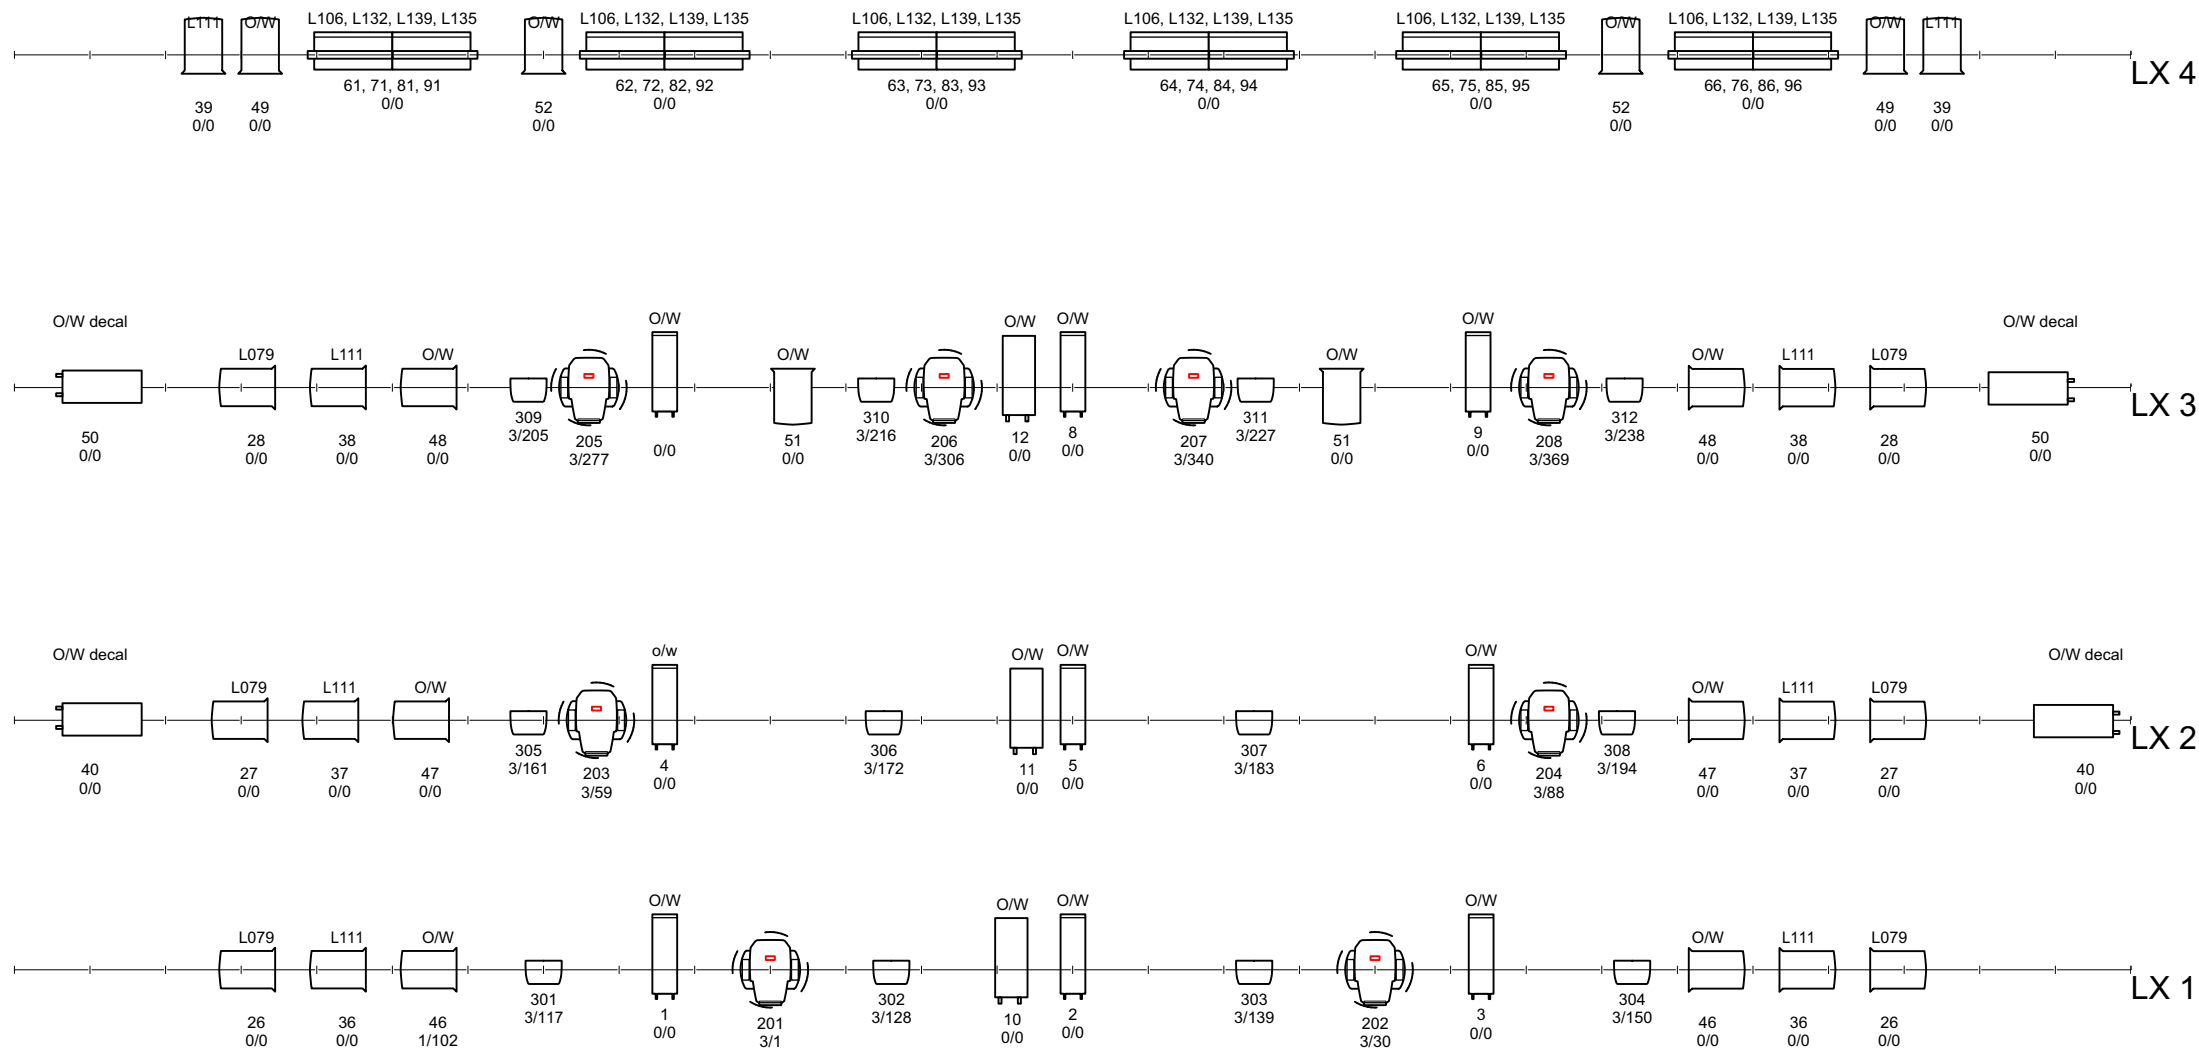 L111 O/W L106, L132, L139, L135 O/W L106, L132, L139, L135 L106, L132, L139, L135 L106, L132, L139, L135 L106, L132, L139, L135 O/W L106, L132, L139, L135 O/W L111
LX 4
61, 71, 81, 91 62, 72, 82, 92 63, 73, 83, 93 64, 74, 84, 94 65, 75, 85, 95 66, 76, 86, 96
0/0 0/0 0/0 0/0 0/0 0/0
39 49 52 52 49 39
0/0 0/0 0/0 0/0 0/0 0/0
O/W decal O/W O/W O/W O/W O/W decal
L079 L111 O/W O/W O/W O/W L111 L079
LX 3
309 310 311 312
3/205 3/216 3/227 3/238
50 28 38 48 205 51 206 12 8 207 51 9 208 48 38 28 50
0/0 0/0 0/0 0/0 3/277 0/0 0/0 3/306 0/0 0/0 3/340 0/0 0/0 3/369 0/0 0/0 0/0 0/0
O/W decal o/w O/W O/W O/W O/W decal
L079 L111 O/W O/W L111 L079
LX 2
305 306 307 308
3/161 3/172 3/183 3/194
40 27 37 47 203 4 11 5 6 204 47 37 27 40
0/0 0/0 0/0 0/0 3/59 0/0 0/0 0/0 0/0 3/88 0/0 0/0 0/0 0/0
O/W O/W O/W O/W
L079 L111 O/W O/W L111 L079
LX 1
301 302 303 304
3/117 3/128 3/139 3/150
26 36 46 1 201 10 2 202 3 46 36 26
0/0 0/0 1/102 0/0 3/1 0/0 0/0 3/30 0/0 0/0 0/0 0/0